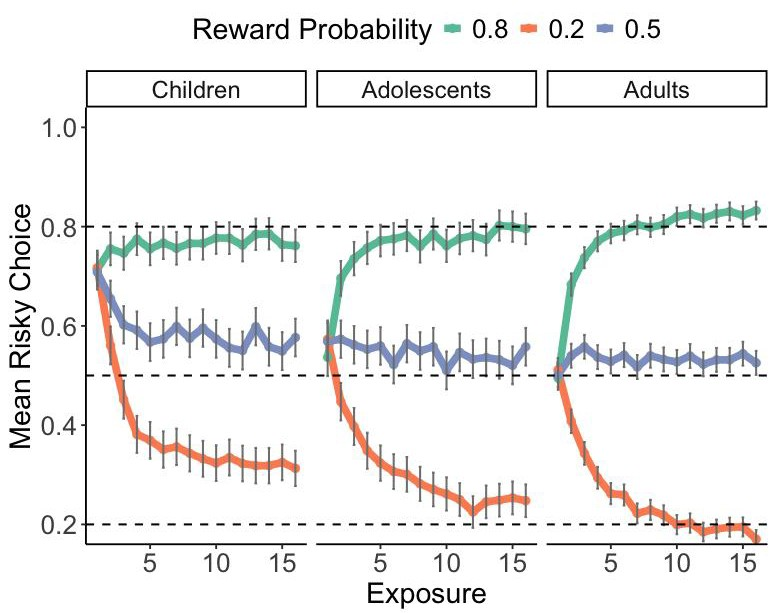 Reward Probability 0.8 0.2 0.5
Children Adolescents Adults
Mean Risky Choice
1.0
0.8
0.6
0.4
0.2
5 10 15 5 10 15 5 10 15
Exposure